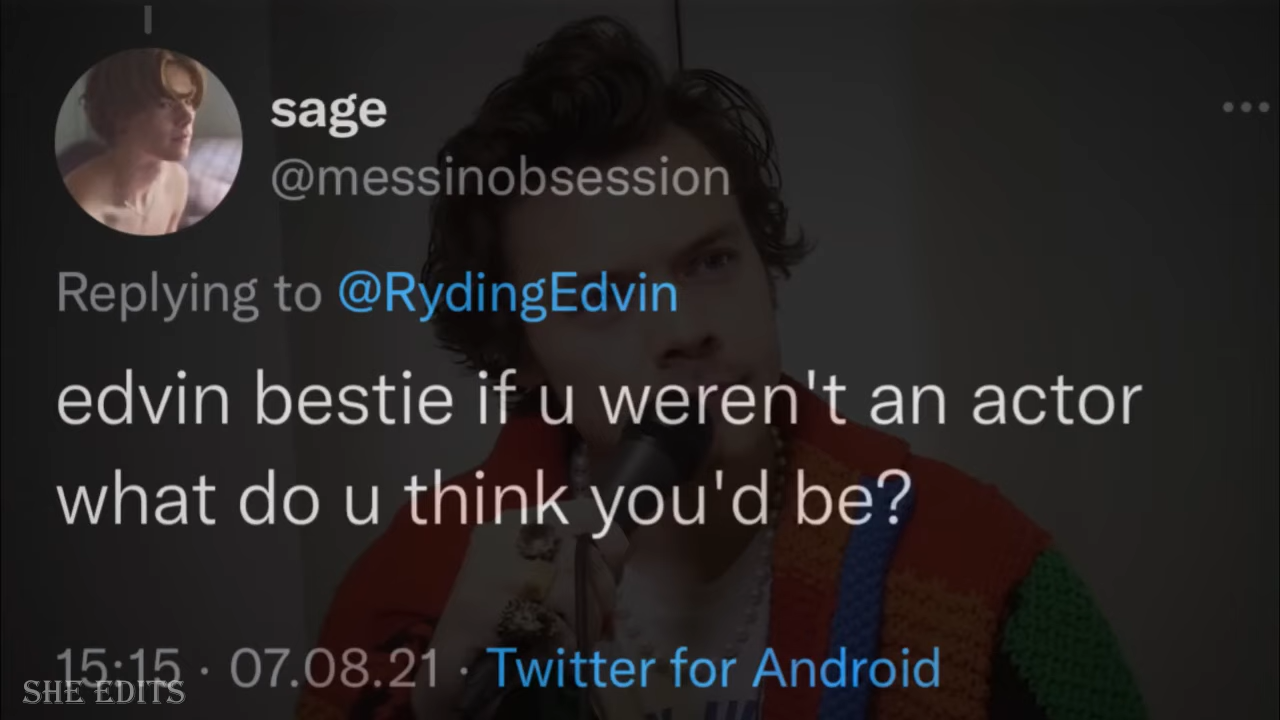 sage
@messinobsession
Replying to @RydingEdvin
edvin bestie if u weren't an actor
what do u think you'd be?
15:15 · 07.08.21 · Twitter for Android
SHE EDITS